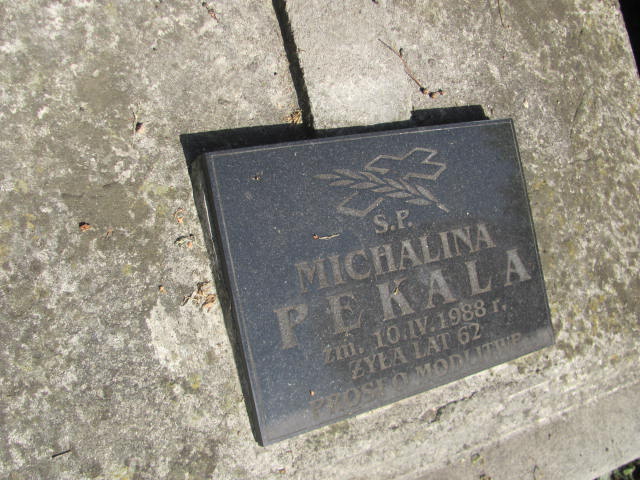 Ś.P.
MICHALINA
PĘKALA
zm. 10.IV.1988 r.
ŻYŁA LAT 62
PROSI O MODLITWĘ